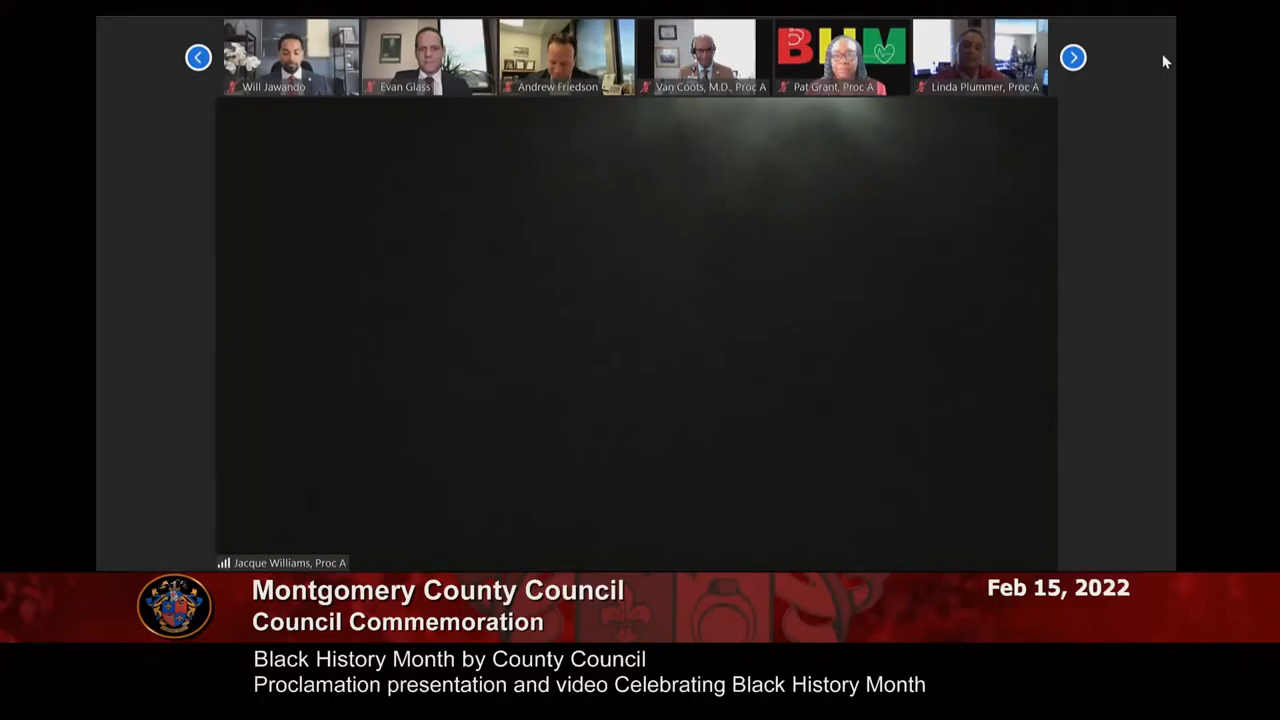 BHM
Will Jawando
Evan Glass
Andrew Friedson
Van Coots, M.D., Proc A
Pat Grant, Proc A
Linda Plummer, Proc A
Jacque Williams, Proc A
Montgomery County Council
Feb 15, 2022
Council Commemoration
Black History Month by County Council
Proclamation presentation and video Celebrating Black History Month